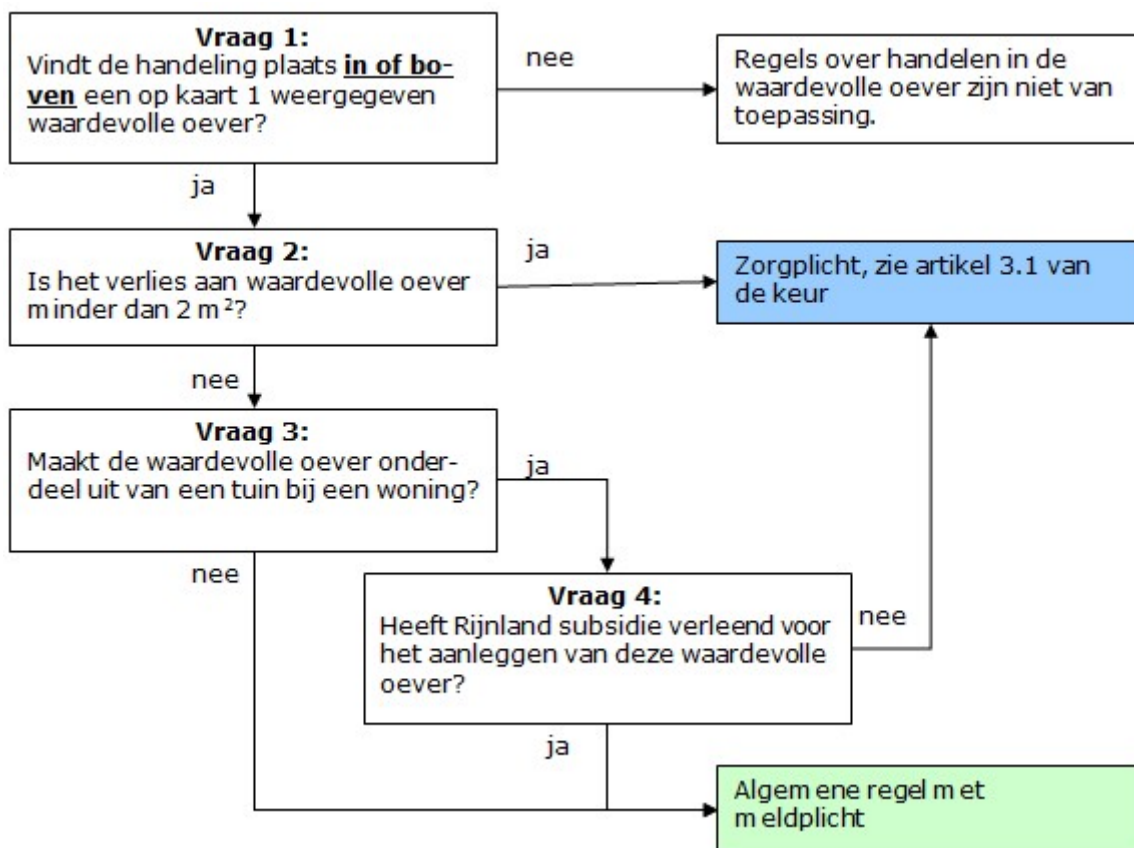 Vraag 1:
Vindt de handeling plaats in of bo-
ven een op kaart 1 weergegeven
waardevolle oever?
nee
Regels over handelen in de
waardevolle oever zijn niet van
toepassing.
ja
Vraag 2:
Is het verlies aan waardevolle oever
minder dan 2 m²?
ja
Zorgplicht, zie artikel 3.1 van
de keur
nee
Vraag 3:
Maakt de waardevolle oever onder-
deel uit van een tuin bij een woning?
ja
nee
Vraag 4:
Heeft Rijnland subsidie verleend voor
het aanleggen van deze waardevolle
oever?
nee
ja
Algemene regel met
meldplicht